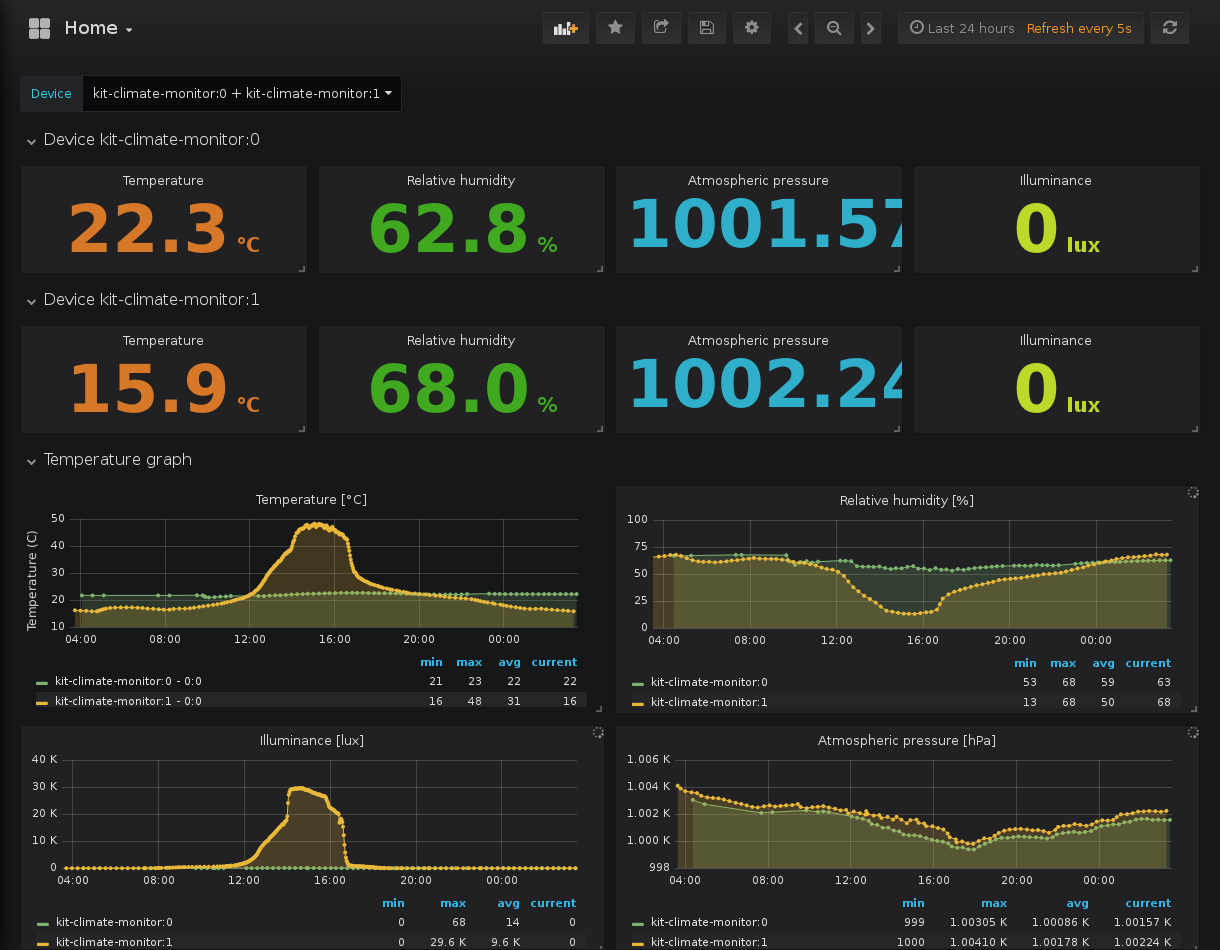 Home
Last 24 hours Refresh every 5s
Device kit-climate-monitor:0 + kit-climate-monitor:1
Device kit-climate-monitor:0
Temperature
22.3 °C
Relative humidity
62.8 %
Atmospheric pressure
1001.57
Illuminance
0 lux
Device kit-climate-monitor:1
Temperature
15.9 °C
Relative humidity
68.0 %
Atmospheric pressure
1002.24
Illuminance
0 lux
Temperature graph
Temperature [°C]
Temperature (C)
50
40
30
20
10
04:00 08:00 12:00 16:00 20:00 00:00
min max avg current
kit-climate-monitor:0 - 0:0 21 23 22 22
kit-climate-monitor:1 - 0:0 16 48 31 16
Relative humidity [%]
100
75
50
25
0
04:00 08:00 12:00 16:00 20:00 00:00
min max avg current
kit-climate-monitor:0 53 68 59 63
kit-climate-monitor:1 13 68 50 68
Illuminance [lux]
40 K
30 K
20 K
10 K
0
04:00 08:00 12:00 16:00 20:00 00:00
min max avg current
kit-climate-monitor:0 0 68 14 0
kit-climate-monitor:1 0 29.6 K 9.6 K 0
Atmospheric pressure [hPa]
1.006 K
1.004 K
1.002 K
1.000 K
998
04:00 08:00 12:00 16:00 20:00 00:00
min max avg current
kit-climate-monitor:0 999 1.00305 K 1.00086 K 1.00157 K
kit-climate-monitor:1 1000 1.00410 K 1.00178 K 1.00224 K